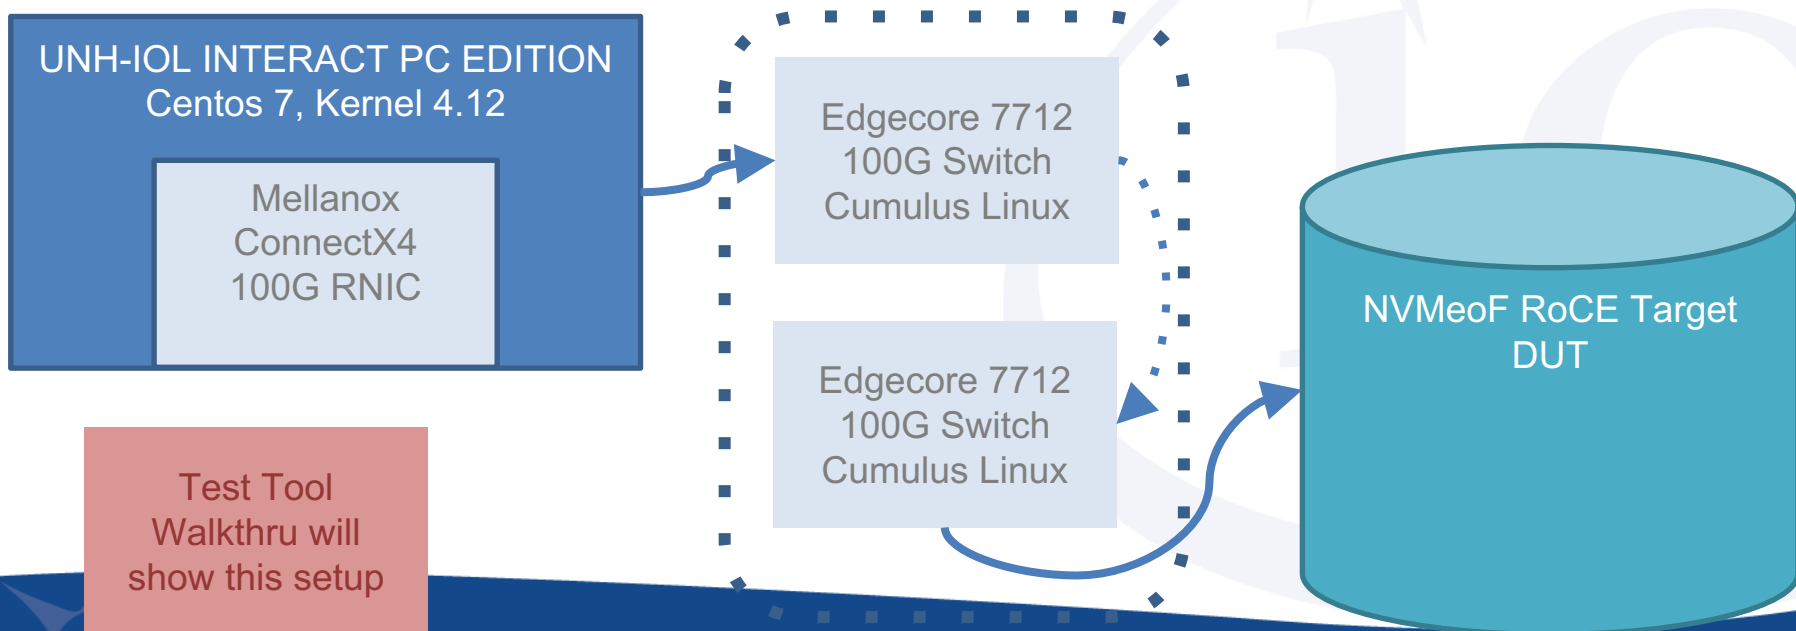 UNH-IOL INTERACT PC EDITION
Centos 7, Kernel 4.12
Mellanox
ConnectX4
100G RNIC
Test Tool
Walkthru will
show this setup
Edgecore 7712
100G Switch
Cumulus Linux
Edgecore 7712
100G Switch
Cumulus Linux
NVMeoF RoCE Target
DUT